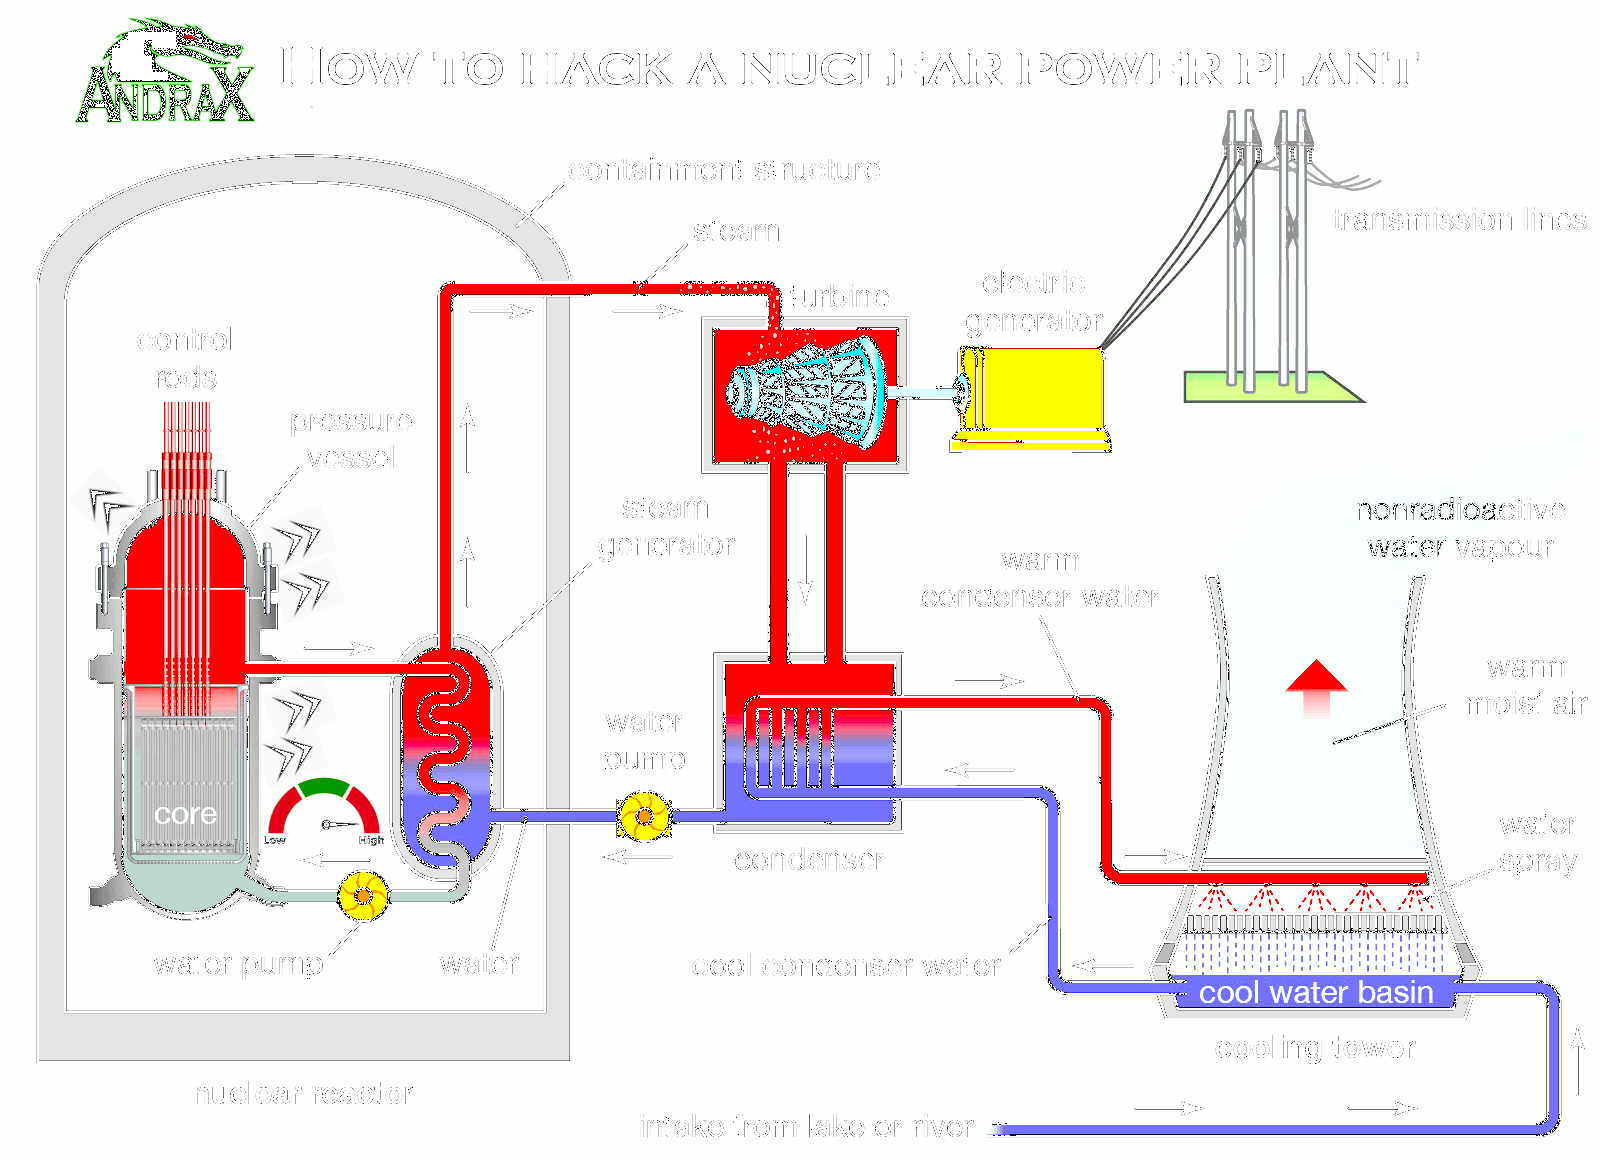 ANDRAX
HOW TO HACK A NUCLEAR POWER PLANT
containment structure
steam
transmission lines
turbine
electric
generator
control
rods
pressure
vessel
steam
generator
nonradioactive
water vapour
warm
condenser water
warm
moist air
water
pump
core
Low
High
water
spray
condenser
water pump
water
cool condenser water
cool water basin
cooling tower
nuclear reactor
intake from lake or river